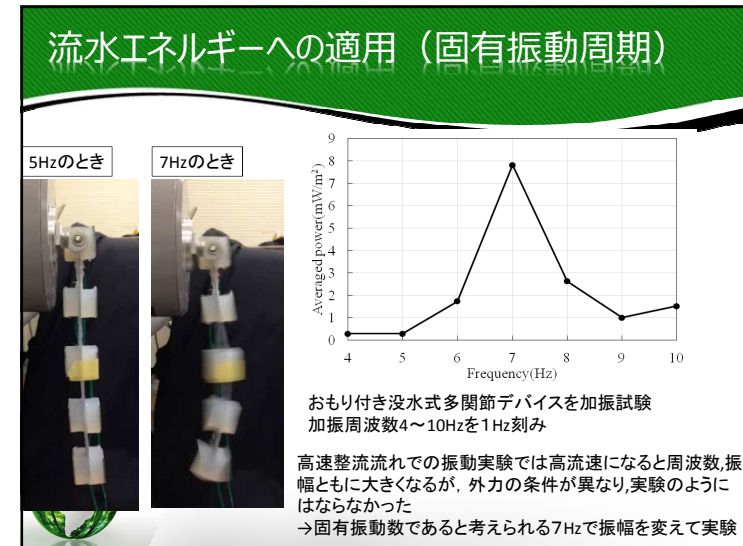 流水エネルギーへの適用（固有振動周期）
5Hzのとき
7Hzのとき
Averaged power(mW/m²)
9
8
7
6
5
4
3
2
1
0
4 5 6 7 8 9 10
Frequency(Hz)
おもり付き没水式多関節デバイスを加振試験
加振周波数4～10Hzを１Hz刻み
高速整流流れでの振動実験では高流速になると周波数,振
幅ともに大きくなるが，外力の条件が異なり,実験のように
はならなかった
→固有振動数であると考えられる7Hzで振幅を変えて実験